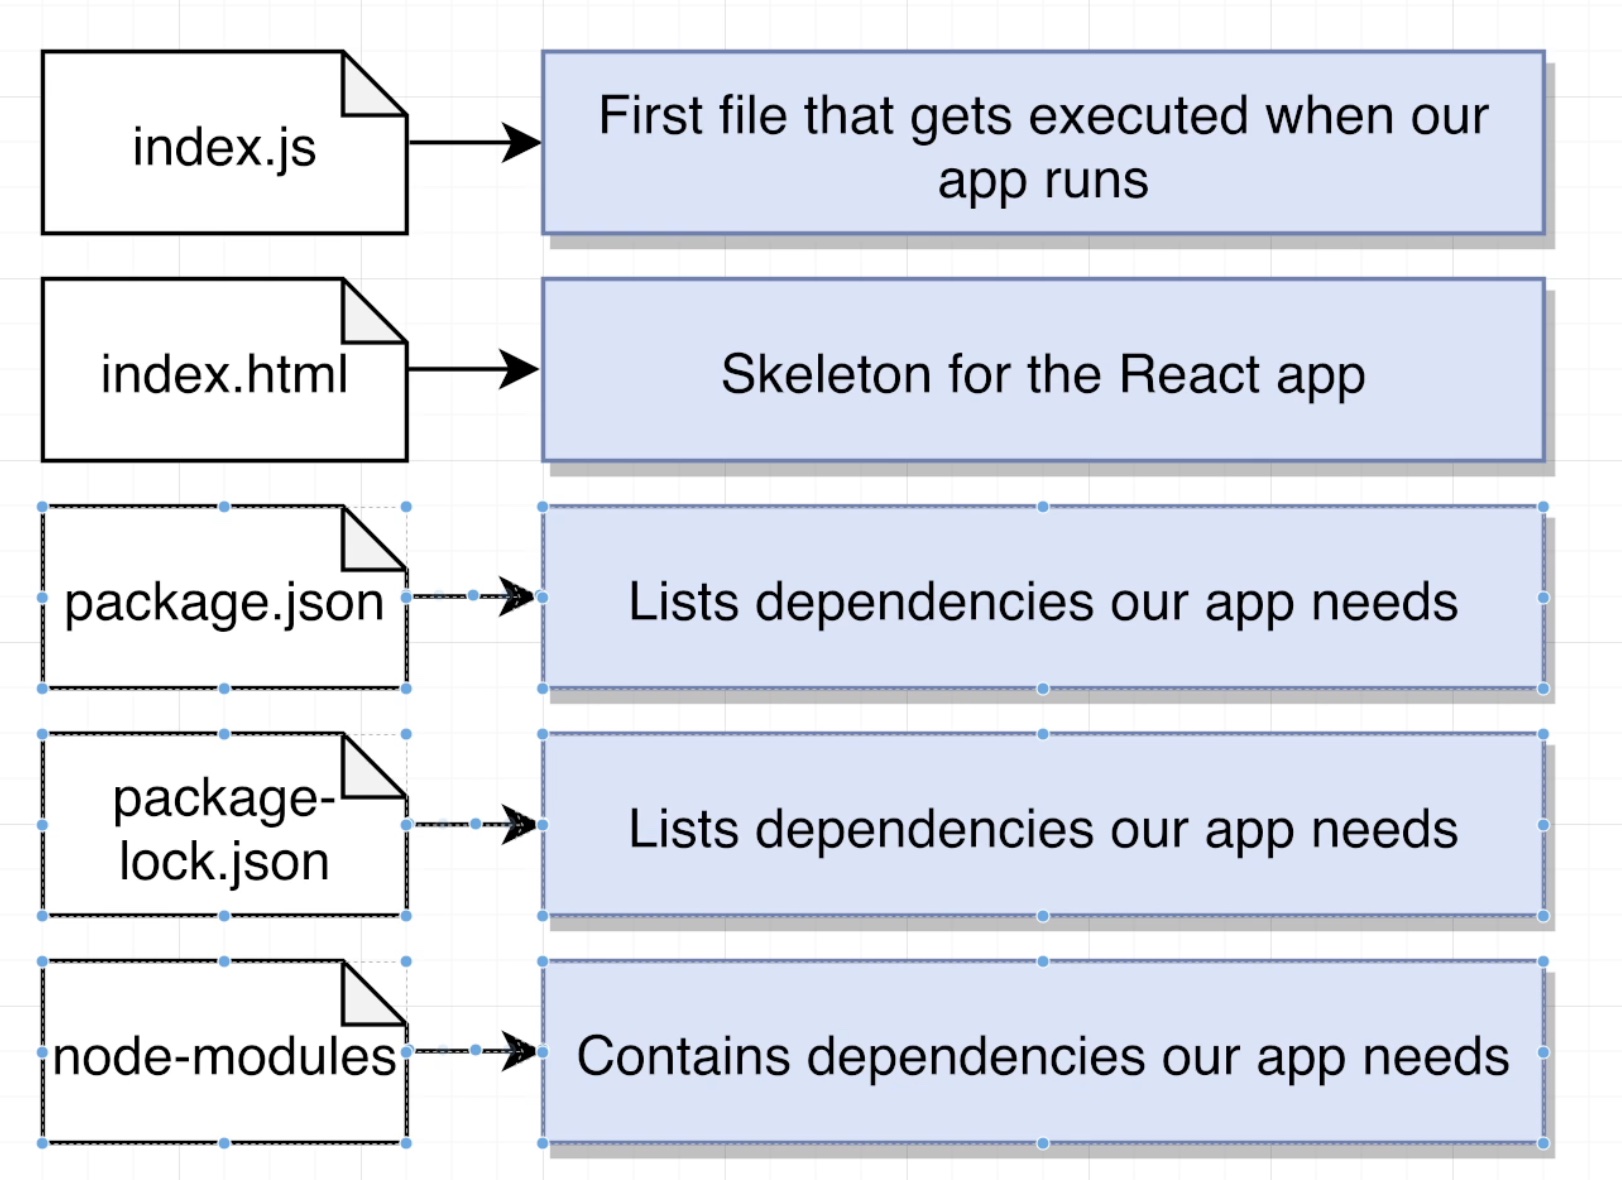 index.js
First file that gets executed when our
app runs
index.html
Skeleton for the React app
package.json
Lists dependencies our app needs
package-
lock.json
Lists dependencies our app needs
node-modules
Contains dependencies our app needs